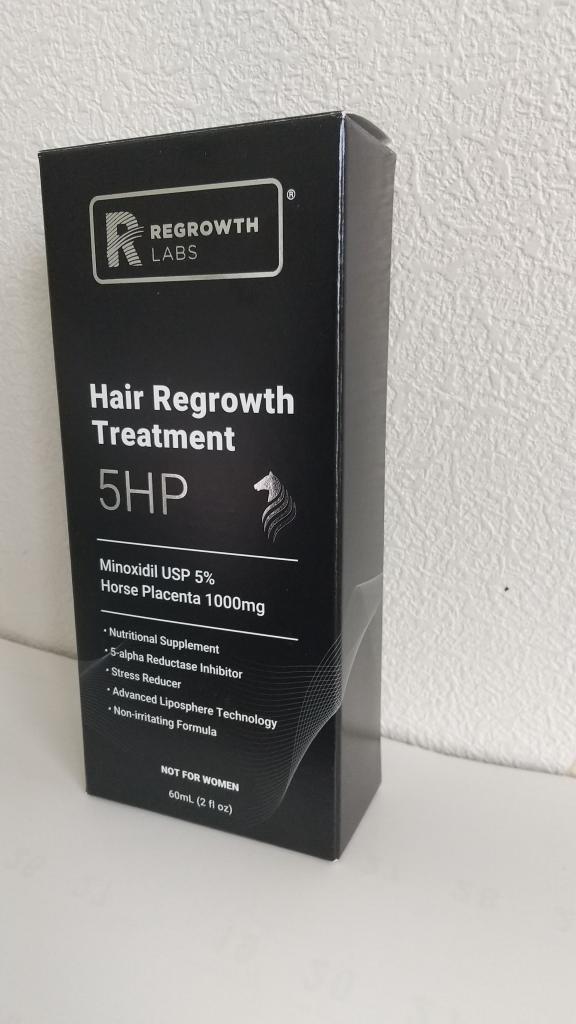 REGROWTH
LABS
®
Hair Regrowth
Treatment
5HP
Minoxidil USP 5%
Horse Placenta 1000mg
• Nutritional Supplement
• 5-alpha Reductase Inhibitor
• Stress Reducer
• Advanced Liposphere Technology
• Non-irritating Formula
NOT FOR WOMEN
60mL (2 fl oz)